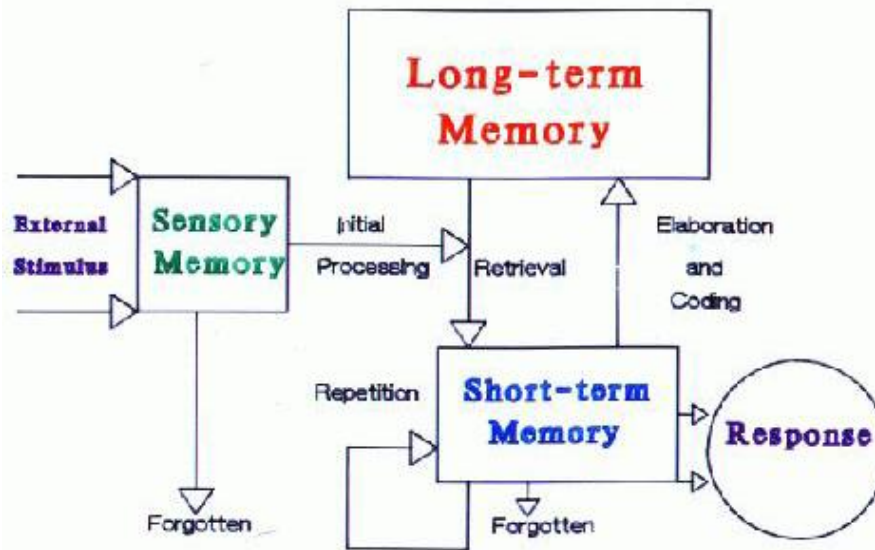 Long-term
Memory
External
Stimulus
Sensory
Memory
Initial
Processing
Retrieval
Elaboration
and
Coding
Repetition
Short-term
Memory
Response
Forgotten
Forgotten